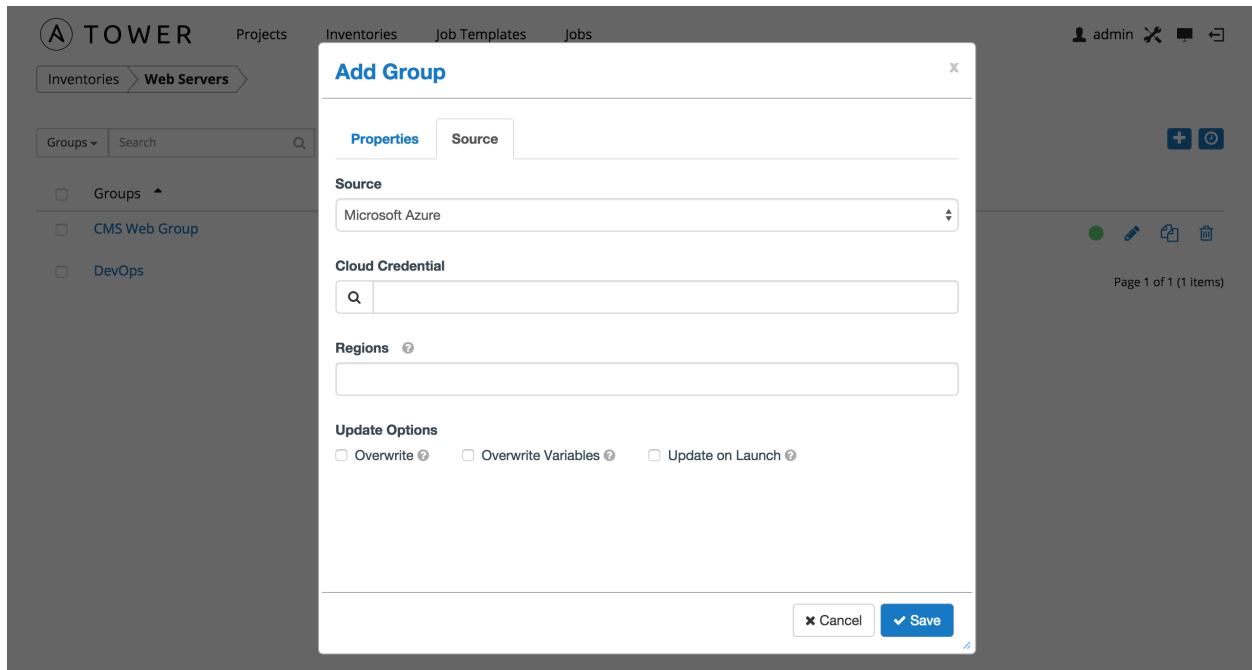 TOWER Projects Inventories Job Templates Jobs admin
Inventories Web Servers
Add Group x
Properties Source
Groups Search
Source
Microsoft Azure
Groups
CMS Web Group
DevOps
Cloud Credential
Page 1 of 1 (1 items)
Regions ?
Update Options
Overwrite ? Overwrite Variables ? Update on Launch ?
Cancel Save